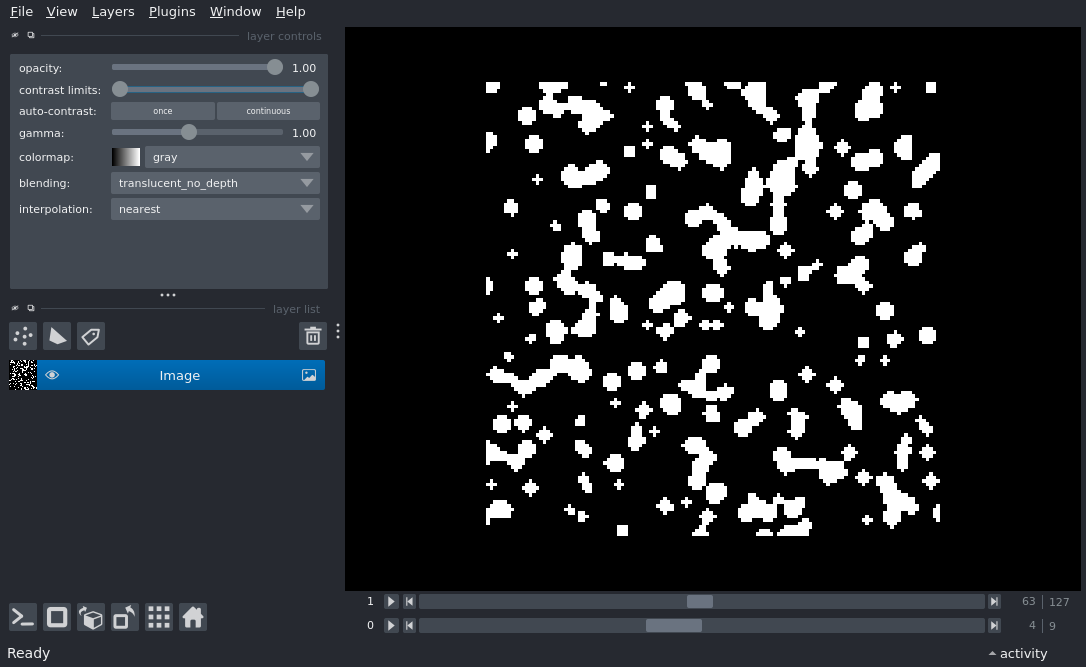 File View Layers Plugins Window Help
layer controls
opacity: 1.00
contrast limits:
auto-contrast: once continuous
gamma: 1.00
colormap: gray
blending: translucent_no_depth
interpolation: nearest
layer list
Image
1 63 127
0 4 9
Ready activity